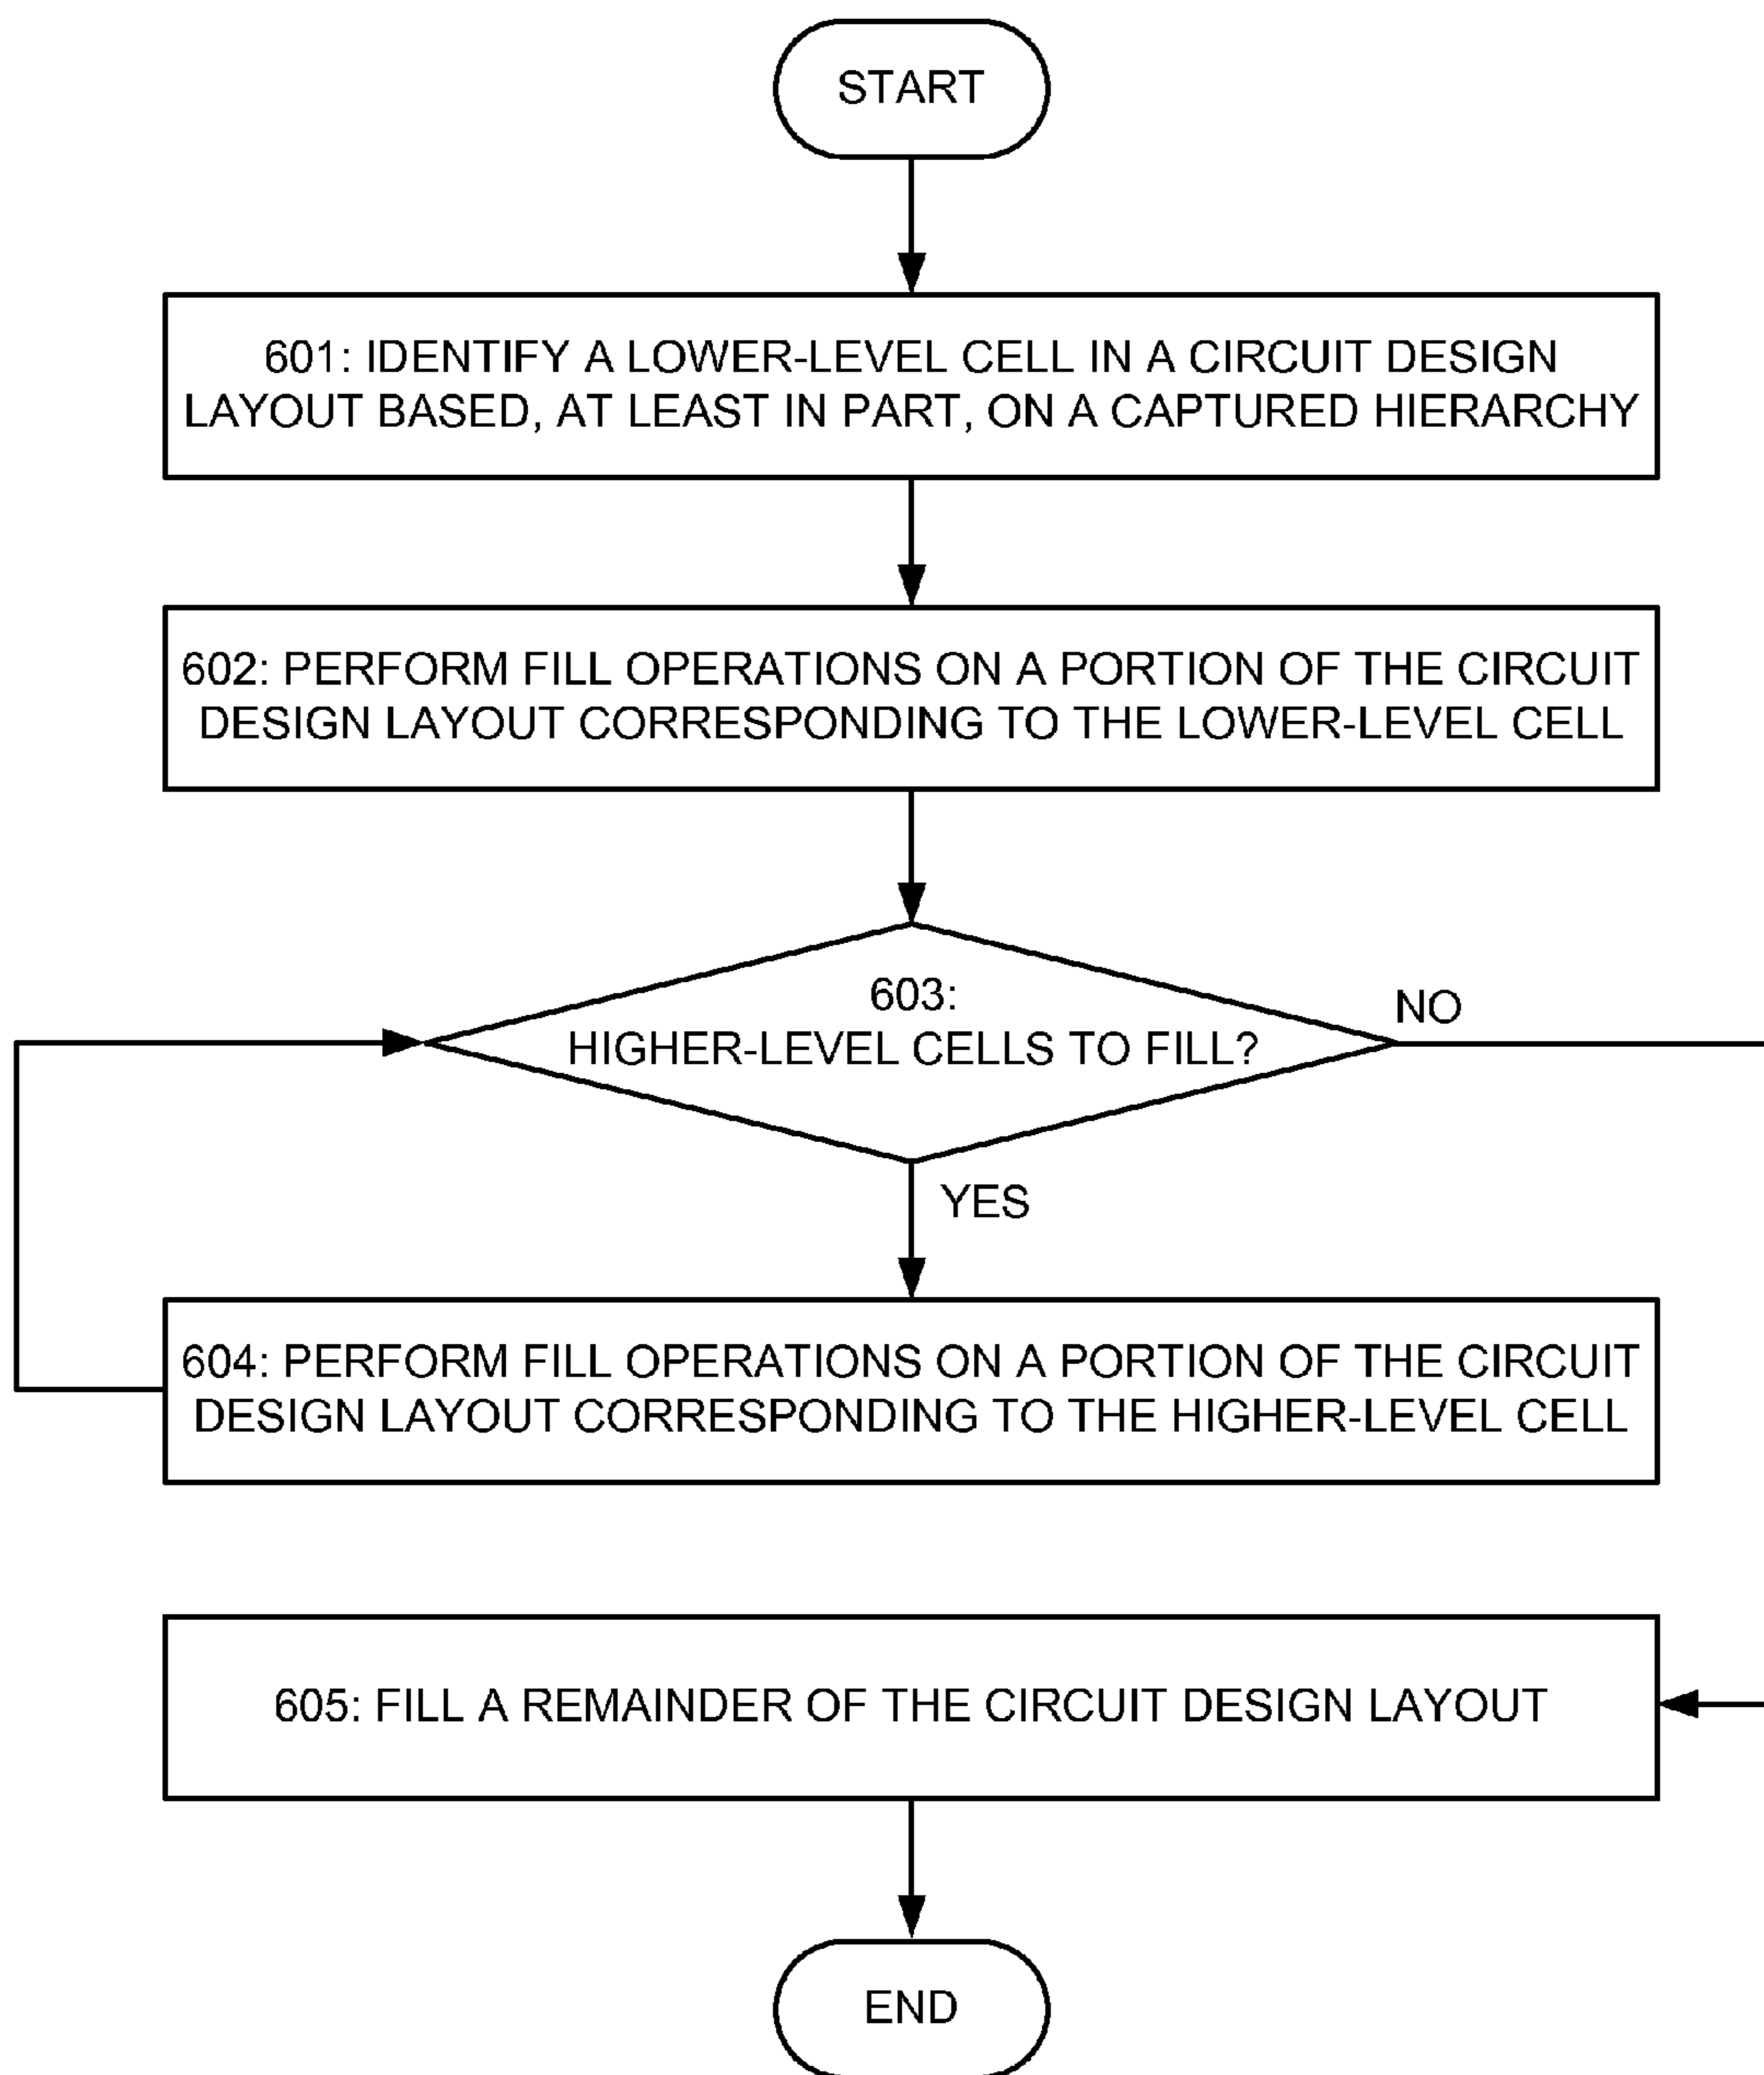 START
601: IDENTIFY A LOWER-LEVEL CELL IN A CIRCUIT DESIGN
LAYOUT BASED, AT LEAST IN PART, ON A CAPTURED HIERARCHY
602: PERFORM FILL OPERATIONS ON A PORTION OF THE CIRCUIT
DESIGN LAYOUT CORRESPONDING TO THE LOWER-LEVEL CELL
603:
HIGHER-LEVEL CELLS TO FILL?
NO
YES
604: PERFORM FILL OPERATIONS ON A PORTION OF THE CIRCUIT
DESIGN LAYOUT CORRESPONDING TO THE HIGHER-LEVEL CELL
605: FILL A REMAINDER OF THE CIRCUIT DESIGN LAYOUT
END